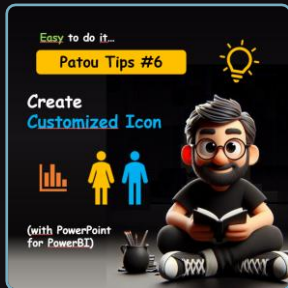 Easy to do it...
Patou Tips #6
Create
Customized Icon
(with PowerPoint
for PowerBI)